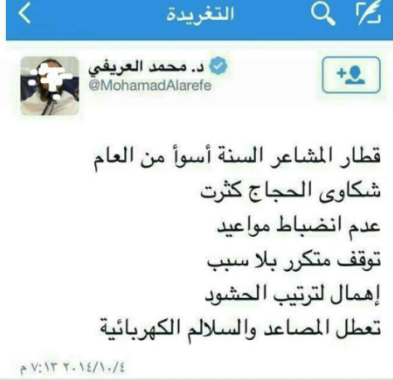 التغريدة
د. محمد العريفي
@MohamadAlarefe
قطار المشاعر السنة أسوأ من العام
شكاوى الحجاج كثرت
عدم انضباط مواعيد
توقف متكرر بلا سبب
إهمال لترتيب الحشود
تعطل المصاعد والسلالم الكهربائية
٢٠١٤/١٠/٤ ٧:١٣ م